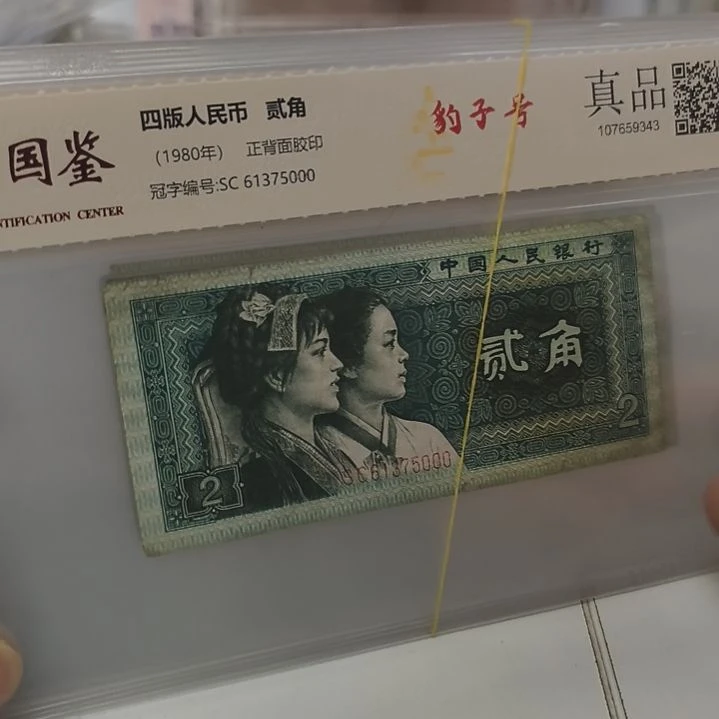 国鉴
NTIFICATION CENTER
四版人民币 贰角
(1980年) 正背面胶印
冠字编号:SC 61375000
豹子号
真品
107659343
中国人民银行
贰角
2
SC61375000
2